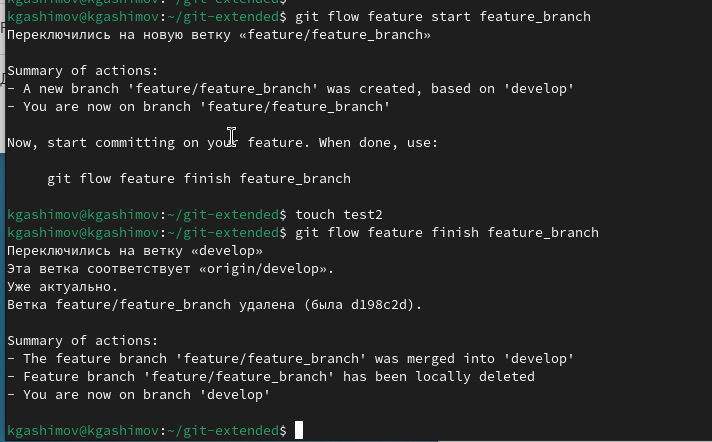 kgashimov@kgashimov:~/git-extended$ git flow feature start feature_branch
Переключились на новую ветку «feature/feature_branch»
Summary of actions:
- A new branch 'feature/feature_branch' was created, based on 'develop'
- You are now on branch 'feature/feature_branch'
Now, start committing on your feature. When done, use:
git flow feature finish feature_branch
kgashimov@kgashimov:~/git-extended$ touch test2
kgashimov@kgashimov:~/git-extended$ git flow feature finish feature_branch
Переключились на ветку «develop»
Эта ветка соответствует «origin/develop».
Уже актуально.
Ветка feature/feature_branch удалена (была d198c2d).
Summary of actions:
- The feature branch 'feature/feature_branch' was merged into 'develop'
- Feature branch 'feature/feature_branch' has been locally deleted
- You are now on branch 'develop'
kgashimov@kgashimov:~/git-extended$